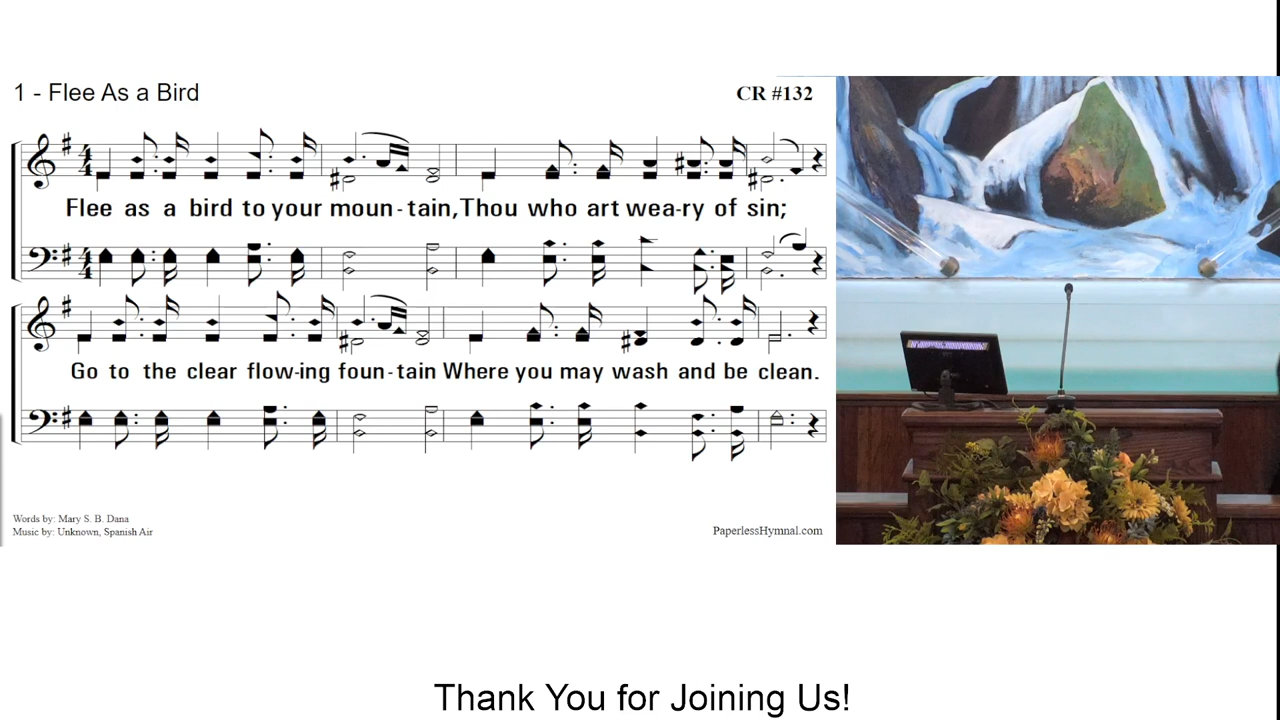 1 - Flee As a Bird
CR #132
Flee as a bird to your moun - tain, Thou who art wea-ry of sin;
Go to the clear flow-ing foun - tain Where you may wash and be clean.
Words by: Mary S. B. Dana
Music by: Unknown, Spanish Air
PaperlessHymnal.com
Thank You for Joining Us!